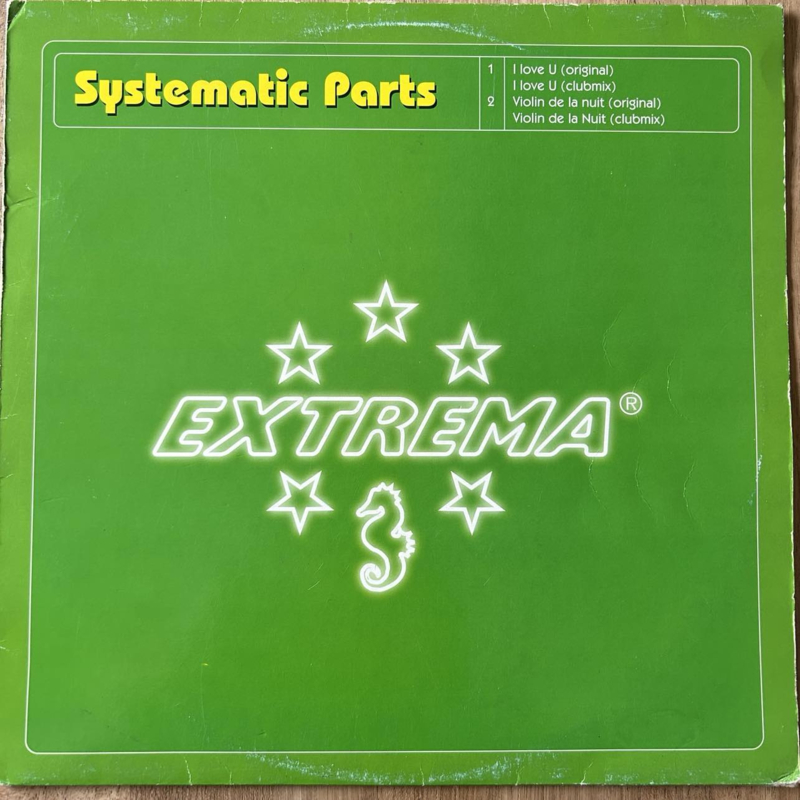 Systematic Parts
1 I love U (original)
I love U (clubmix)
2 Violin de la nuit (original)
Violin de la Nuit (clubmix)
EXTREMA®